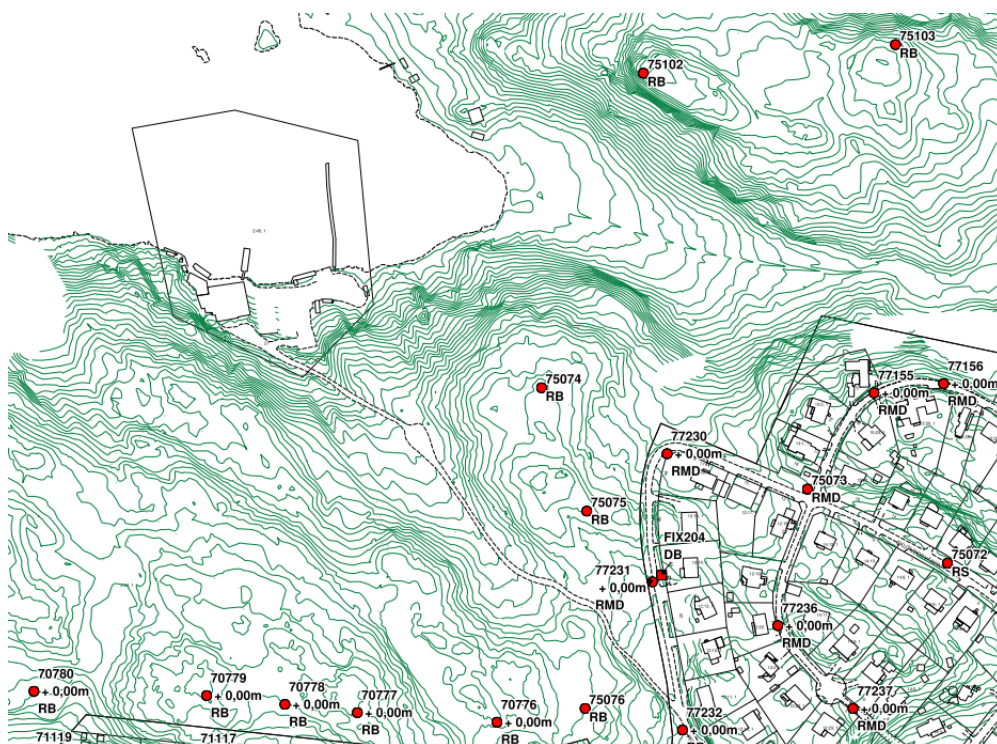 75103
RB
75102
RB
77156
+ 0,00m
RMD
77155
+ 0,00m
RMD
75074
RB
77230
+ 0,00m
RMD
75073
RMD
75075
RB
FIX204
DB
75072
RS
77231
+ 0,00m
RMD
77236
+ 0,00m
RMD
70780
+ 0,00m
RB
70779
+ 0,00m
RB
70778
+ 0,00m
RB
70777
+ 0,00m
RB
70776
+ 0,00m
RB
75076
RB
77237
+ 0,00m
RMD
77232
71119
71117